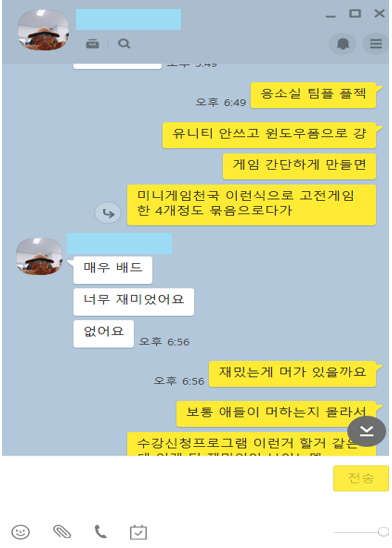 오후 5:49
응소실 팀플 플젝
오후 6:49
유니티 안쓰고 윈도우폼으로 걍
게임 간단하게 만들면
미니게임천국 이런식으로 고전게임
한 4개정도 묶음으로다가
매우 배드
너무 재미었어요
없어요
오후 6:56
재밌는게 머가 있을까요
오후 6:56
보통 애들이 머하는지 몰라서
수강신청프로그램 이런거 할거 같은
전송